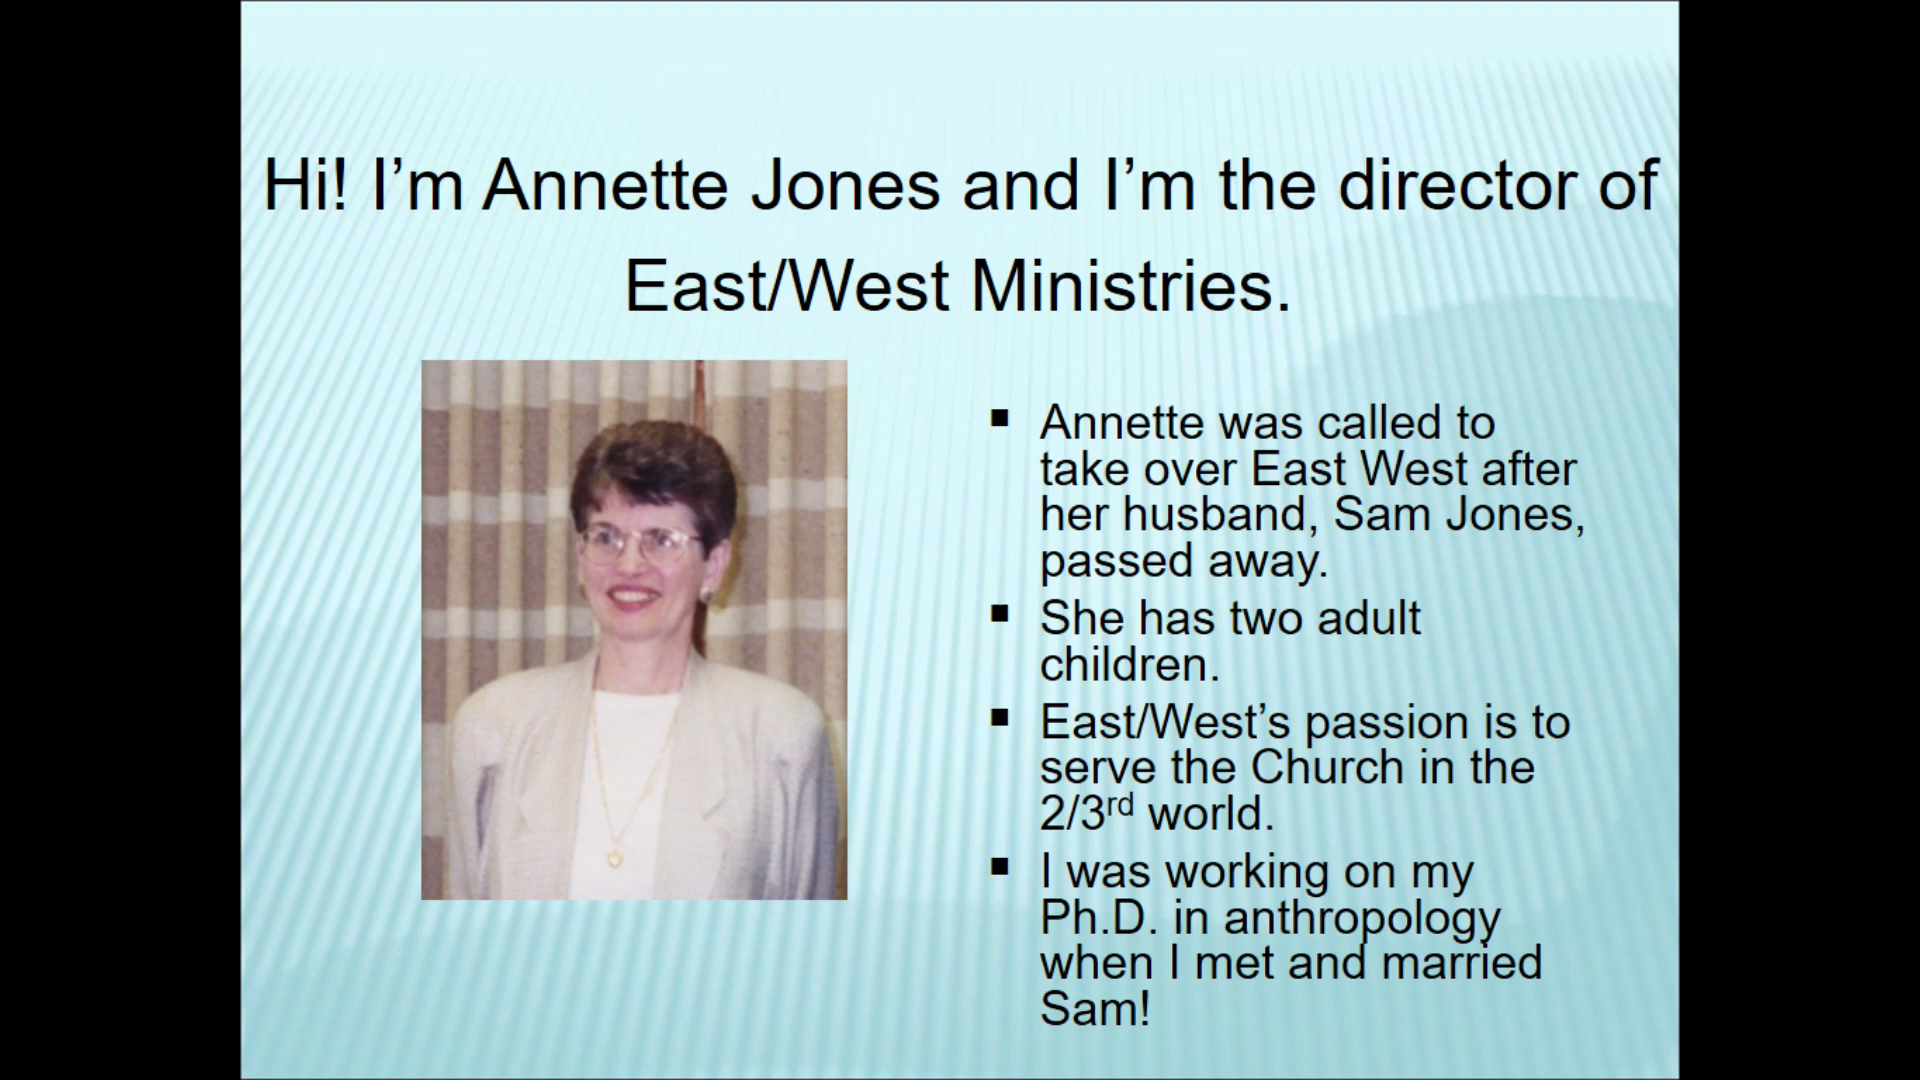 Hi! I’m Annette Jones and I’m the director of
East/West Ministries.
Annette was called to
take over East West after
her husband, Sam Jones,
passed away.
She has two adult
children.
East/West’s passion is to
serve the Church in the
2/3rd world.
I was working on my
Ph.D. in anthropology
when I met and married
Sam!